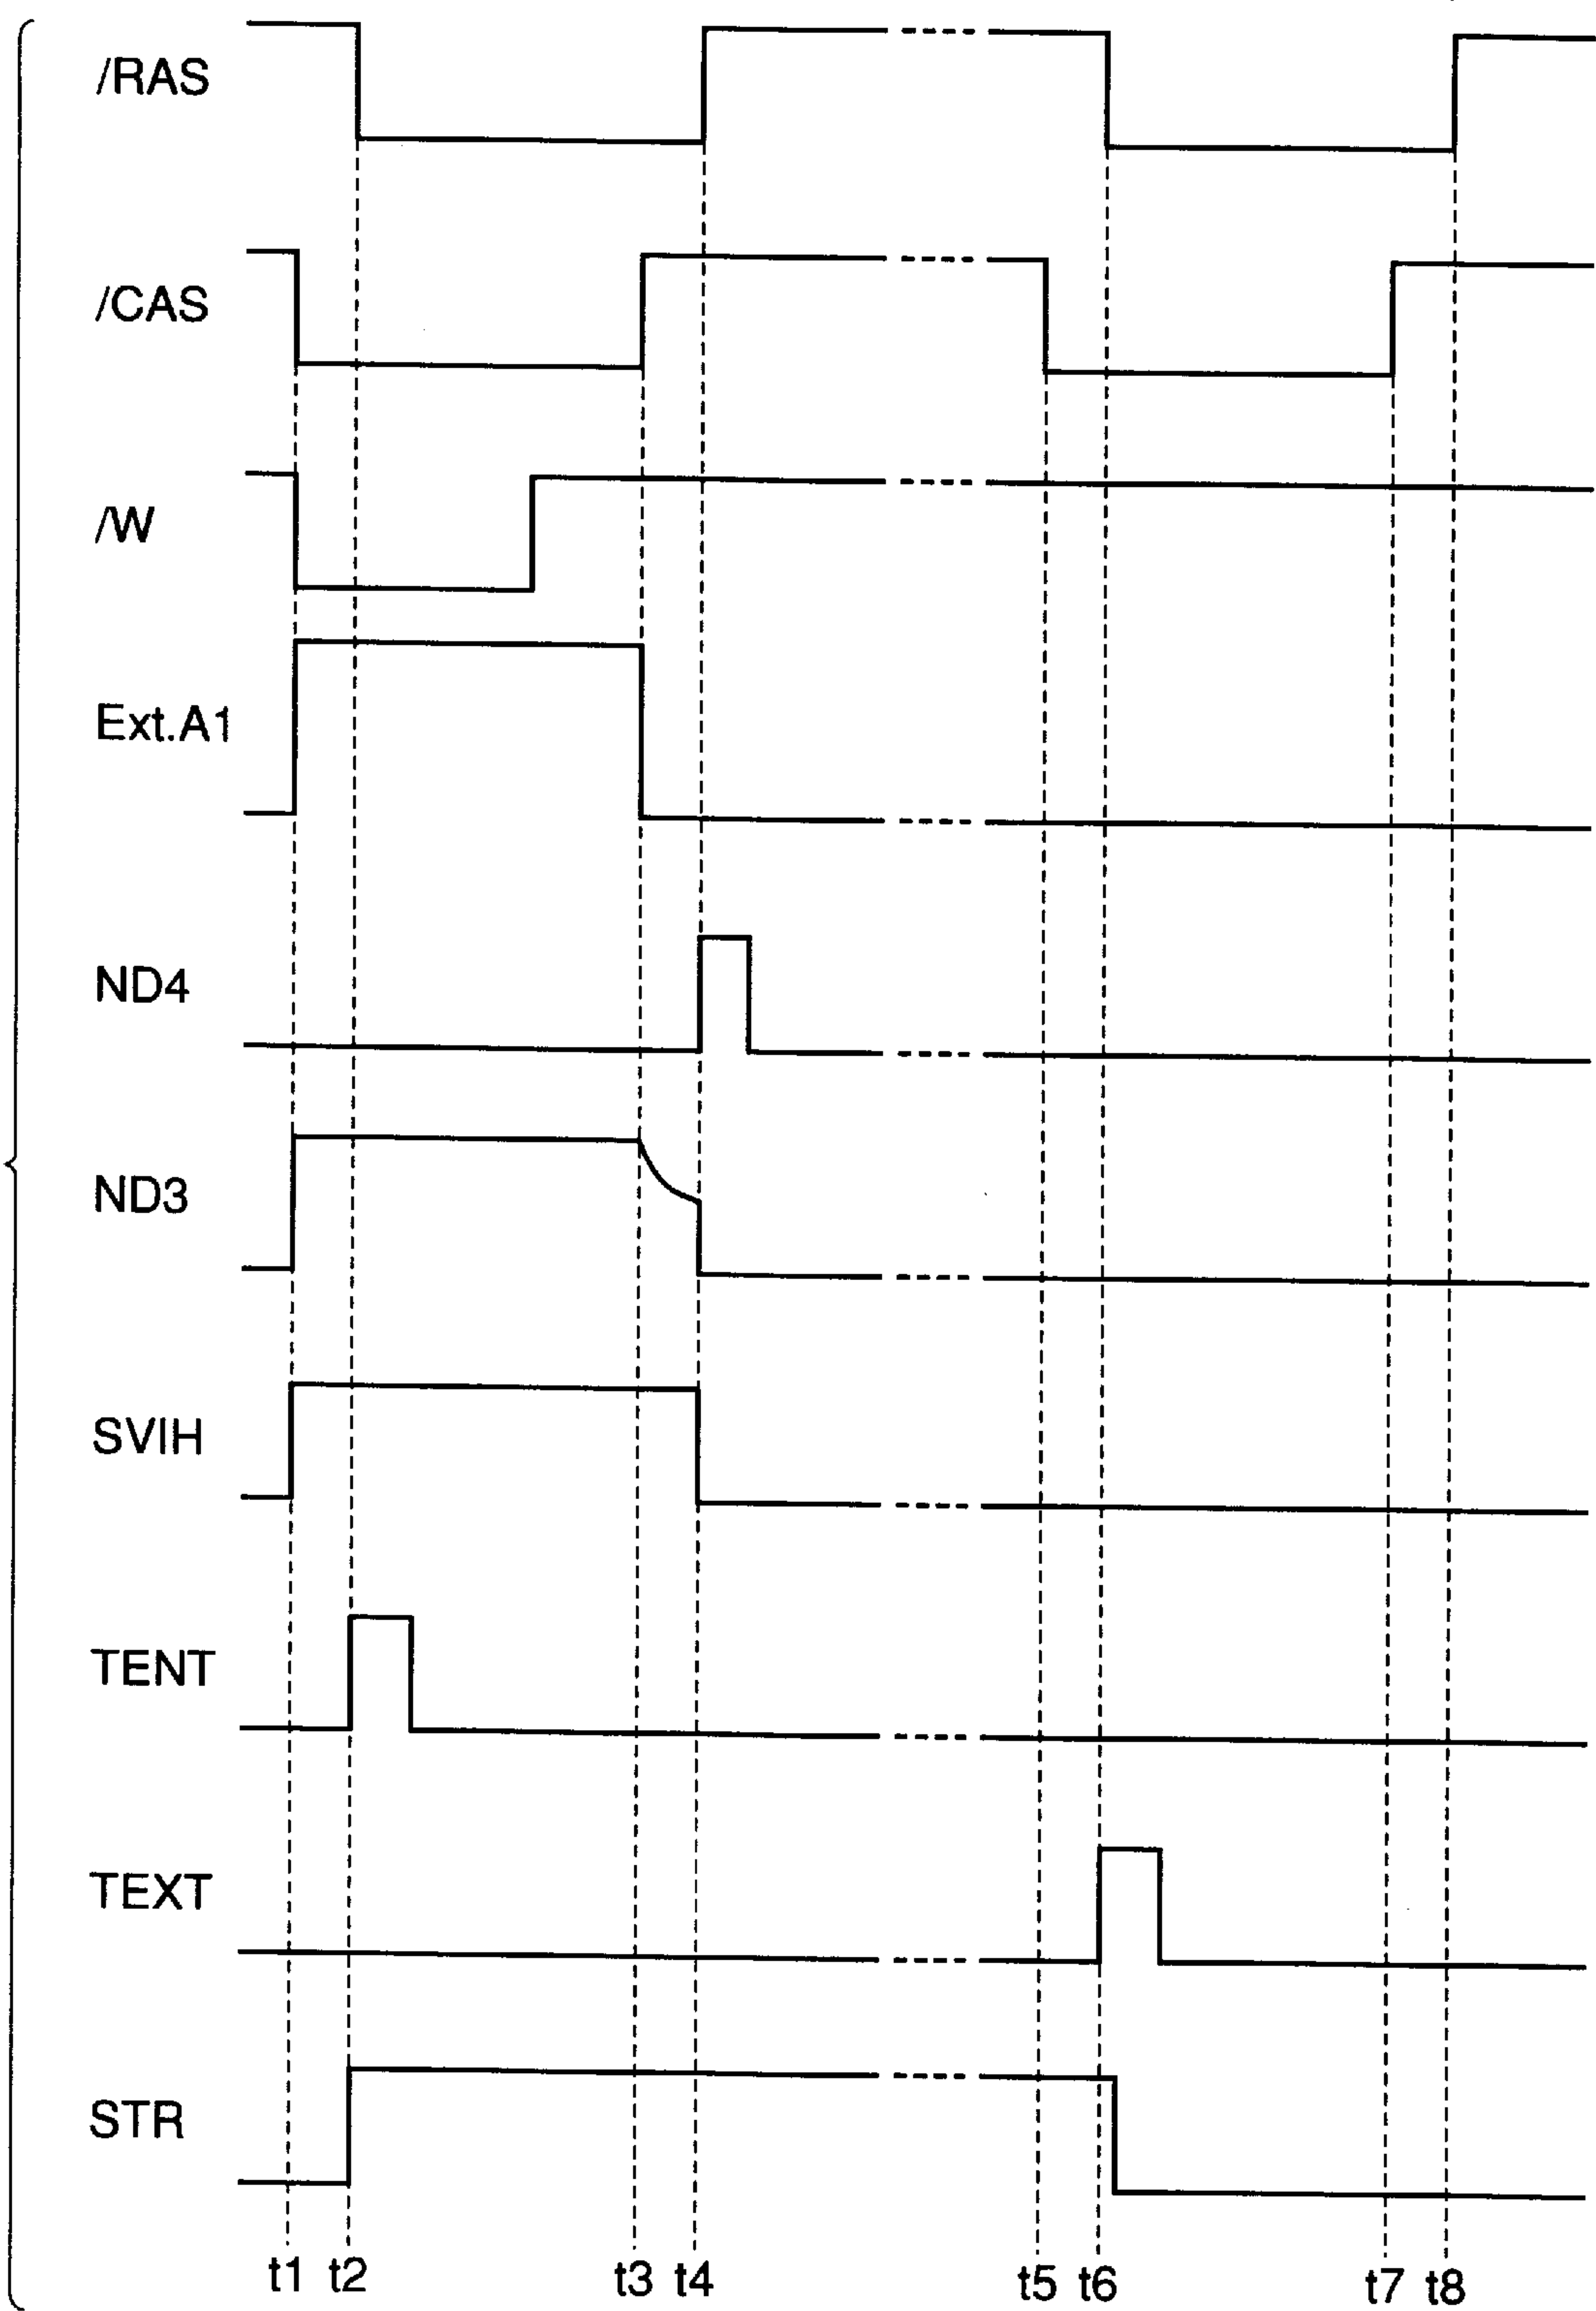 /RAS
/CAS
/W
Ext.A1
ND4
ND3
SVIH
TENT
TEXT
STR
t1 t2 t3 t4 t5 t6 t7 t8